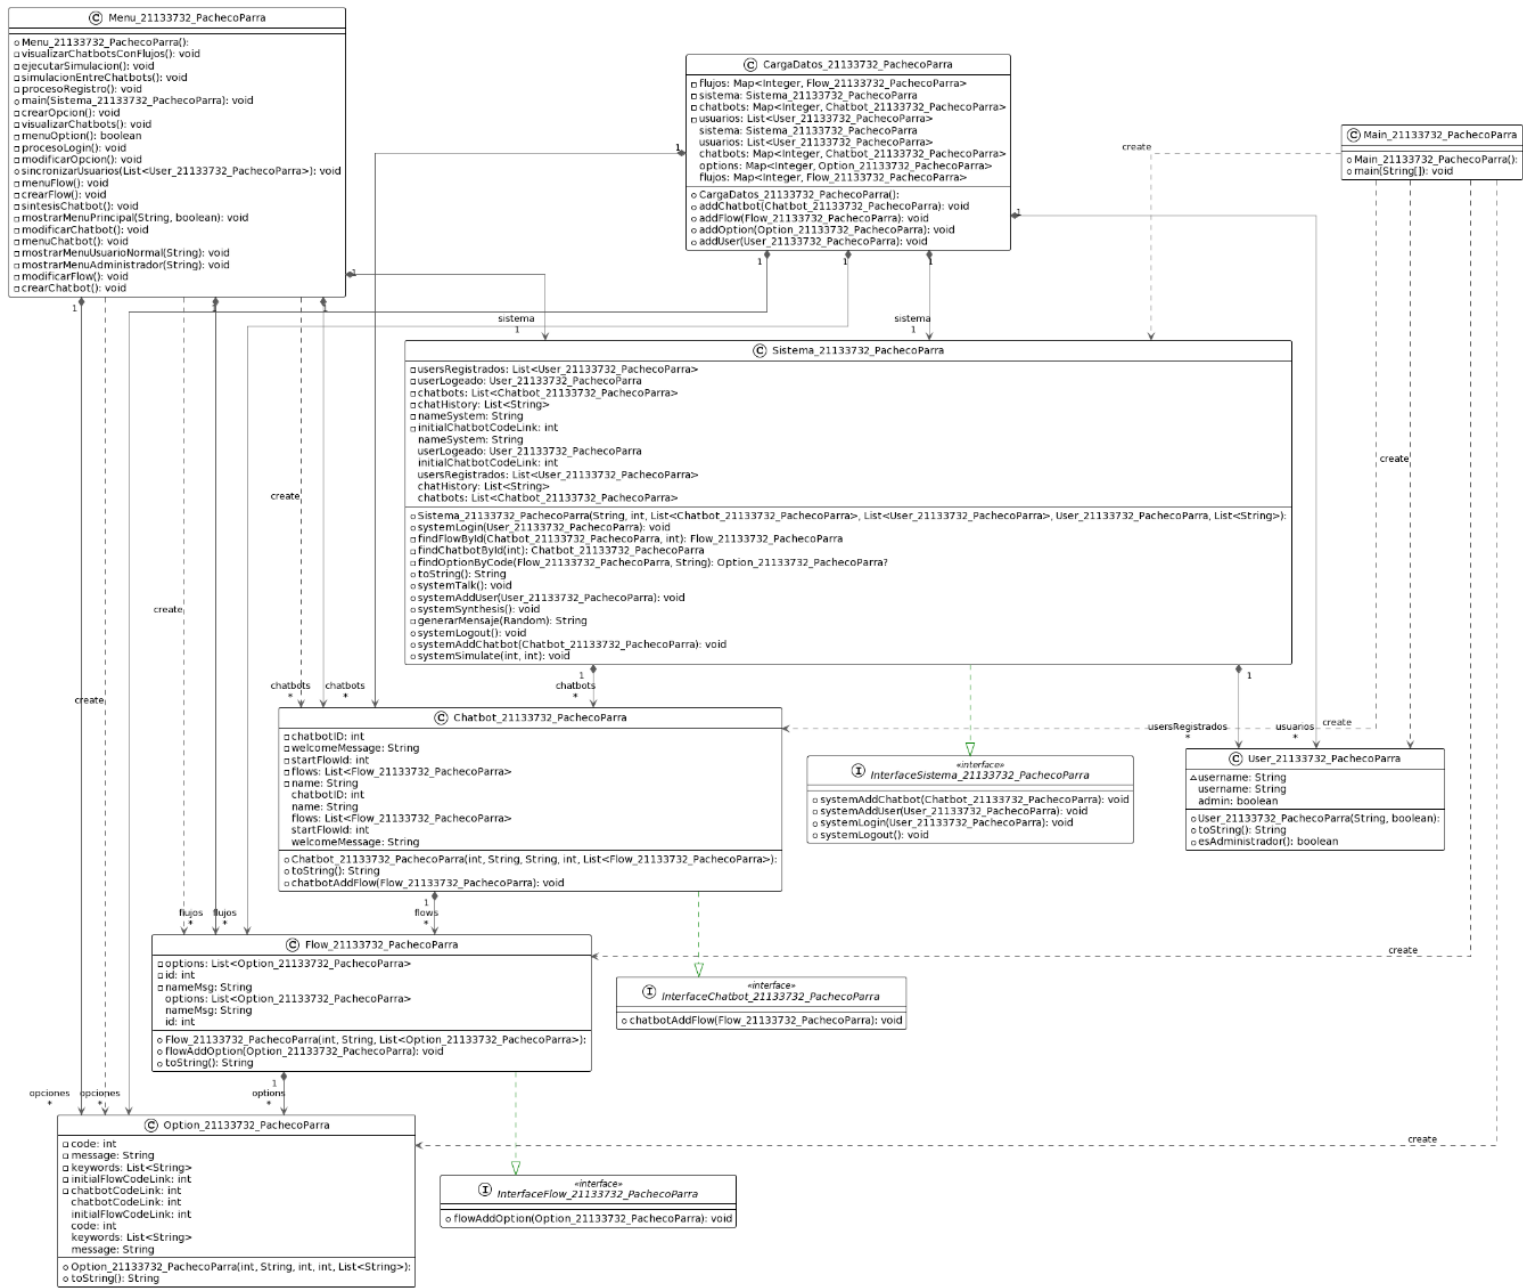 C Menu_21133732_PachecoParra
Menu_21133732_PachecoParra():
visualizarChatbotsConFlujos(): void
ejecutarSimulacion(): void
simulacionEntreChatbots(): void
procesoRegistro(): void
main(Sistema_21133732_PachecoParra): void
crearOpcion(): void
visualizarChatbots(): void
menuOption(): boolean
procesoLogin(): void
modificarOpcion(): void
sincronizarUsuarios(List<User_21133732_PachecoParra>): void
menuFlow(): void
crearFlow(): void
sintesisChatbot(): void
mostrarMenuPrincipal(String, boolean): void
modificarChatbot(): void
menuChatbot(): void
mostrarMenuUsuarioNormal(String): void
mostrarMenuAdministrador(String): void
modificarFlow(): void
crearChatbot(): void
C CargaDatos_21133732_PachecoParra
flujos: Map<Integer, Flow_21133732_PachecoParra>
sistema: Sistema_21133732_PachecoParra
chatbots: Map<Integer, Chatbot_21133732_PachecoParra>
usuarios: List<User_21133732_PachecoParra>
sistema: Sistema_21133732_PachecoParra
usuarios: List<User_21133732_PachecoParra>
chatbots: Map<Integer, Chatbot_21133732_PachecoParra>
options: Map<Integer, Option_21133732_PachecoParra>
flujos: Map<Integer, Flow_21133732_PachecoParra>
CargaDatos_21133732_PachecoParra():
addChatbot(Chatbot_21133732_PachecoParra): void
addFlow(Flow_21133732_PachecoParra): void
addOption(Option_21133732_PachecoParra): void
addUser(User_21133732_PachecoParra): void
C Main_21133732_PachecoParra
Main_21133732_PachecoParra():
main(String[]): void
1
create
1
1
1 1 1
1 1 1
sistema
1
sistema
1
C Sistema_21133732_PachecoParra
usersRegistrados: List<User_21133732_PachecoParra>
userLogeado: User_21133732_PachecoParra
chatbots: List<Chatbot_21133732_PachecoParra>
chatHistory: List<String>
nameSystem: String
initialChatbotCodeLink: int
nameSystem: String
userLogeado: User_21133732_PachecoParra
initialChatbotCodeLink: int
usersRegistrados: List<User_21133732_PachecoParra>
chatHistory: List<String>
chatbots: List<Chatbot_21133732_PachecoParra>
Sistema_21133732_PachecoParra(String, int, List<Chatbot_21133732_PachecoParra>, List<User_21133732_PachecoParra>, User_21133732_PachecoParra, List<String>):
systemLogin(User_21133732_PachecoParra): void
findFlowById(Chatbot_21133732_PachecoParra, int): Flow_21133732_PachecoParra
findChatbotById(int): Chatbot_21133732_PachecoParra
findOptionByCode(Flow_21133732_PachecoParra, String): Option_21133732_PachecoParra?
toString(): String
systemTalk(): void
systemAddUser(User_21133732_PachecoParra): void
systemSynthesis(): void
generarMensaje(Random): String
systemLogout(): void
systemAddChatbot(Chatbot_21133732_PachecoParra): void
systemSimulate(int, int): void
create
create
create
create
1
1
chatbots
*
chatbots
*
chatbots
*
usersRegistrados
*
usuarios
*
create
C Chatbot_21133732_PachecoParra
chatbotID: int
welcomeMessage: String
startFlowId: int
flows: List<Flow_21133732_PachecoParra>
name: String
chatbotID: int
name: String
flows: List<Flow_21133732_PachecoParra>
startFlowId: int
welcomeMessage: String
Chatbot_21133732_PachecoParra(int, String, String, int, List<Flow_21133732_PachecoParra>):
toString(): String
chatbotAddFlow(Flow_21133732_PachecoParra): void
«interface»
I InterfaceSistema_21133732_PachecoParra
systemAddChatbot(Chatbot_21133732_PachecoParra): void
systemAddUser(User_21133732_PachecoParra): void
systemLogin(User_21133732_PachecoParra): void
systemLogout(): void
C User_21133732_PachecoParra
username: String
username: String
admin: boolean
User_21133732_PachecoParra(String, boolean):
toString(): String
esAdministrador(): boolean
1
flujos
*
flujos
*
flows
*
create
C Flow_21133732_PachecoParra
options: List<Option_21133732_PachecoParra>
id: int
nameMsg: String
options: List<Option_21133732_PachecoParra>
nameMsg: String
id: int
Flow_21133732_PachecoParra(int, String, List<Option_21133732_PachecoParra>):
flowAddOption(Option_21133732_PachecoParra): void
toString(): String
«interface»
I InterfaceChatbot_21133732_PachecoParra
chatbotAddFlow(Flow_21133732_PachecoParra): void
1
opciones
*
opciones
*
options
*
create
C Option_21133732_PachecoParra
code: int
message: String
keywords: List<String>
initialFlowCodeLink: int
chatbotCodeLink: int
chatbotCodeLink: int
initialFlowCodeLink: int
code: int
keywords: List<String>
message: String
Option_21133732_PachecoParra(int, String, int, int, List<String>):
toString(): String
«interface»
I InterfaceFlow_21133732_PachecoParra
flowAddOption(Option_21133732_PachecoParra): void